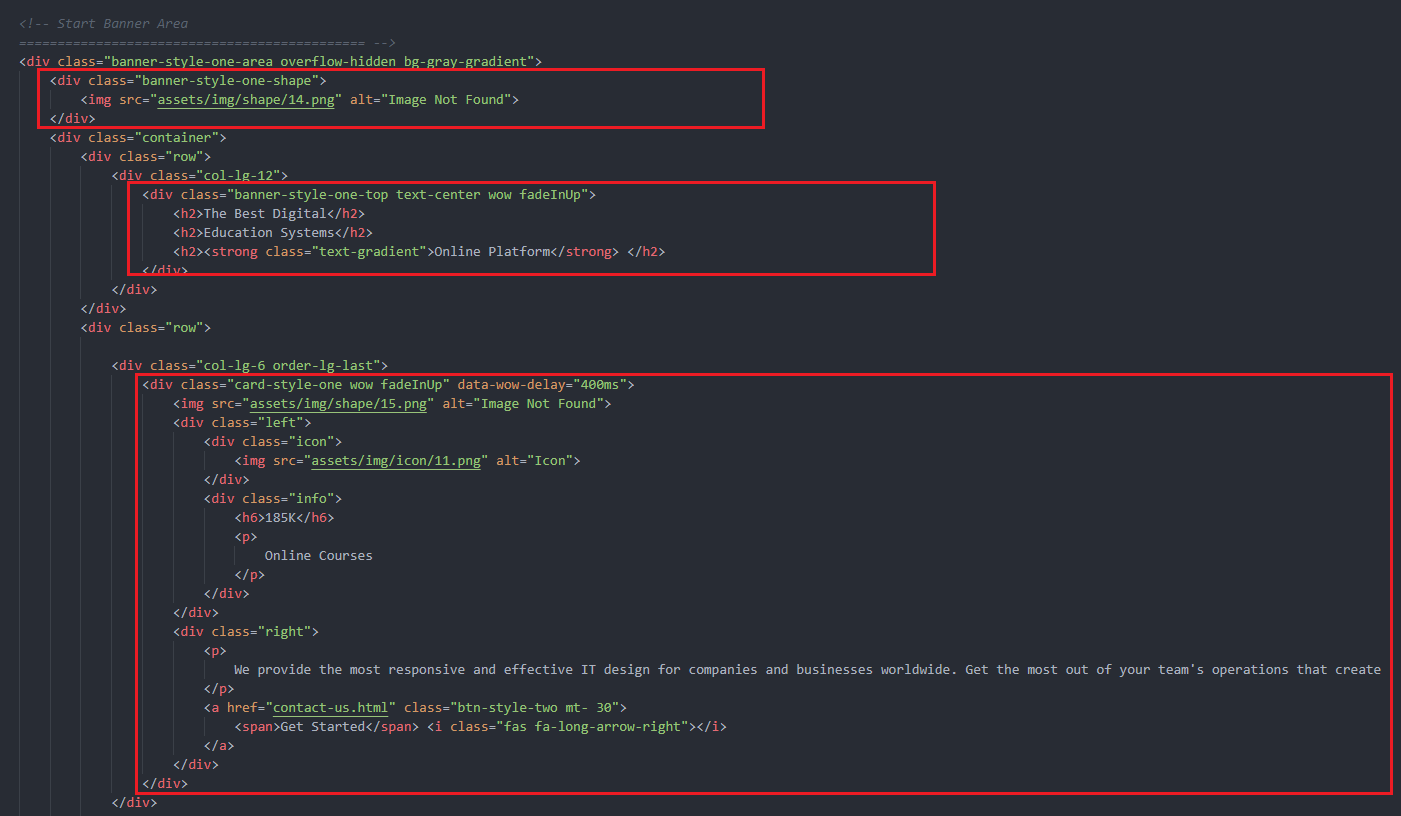 <!-- Start Banner Area
============================================= -->
<div class="banner-style-one-area overflow-hidden bg-gray-gradient">
<div class="banner-style-one-shape">
<img src="assets/img/shape/14.png" alt="Image Not Found">
</div>
<div class="container">
<div class="row">
<div class="col-lg-12">
<div class="banner-style-one-top text-center wow fadeInUp">
<h2>The Best Digital</h2>
<h2>Education Systems</h2>
<h2><strong class="text-gradient">Online Platform</strong> </h2>
</div>
</div>
</div>
<div class="row">
<div class="col-lg-6 order-lg-last">
<div class="card-style-one wow fadeInUp" data-wow-delay="400ms">
<img src="assets/img/shape/15.png" alt="Image Not Found">
<div class="left">
<div class="icon">
<img src="assets/img/icon/11.png" alt="Icon">
</div>
<div class="info">
<h6>185K</h6>
<p>
Online Courses
</p>
</div>
</div>
<div class="right">
<p>
We provide the most responsive and effective IT design for companies and businesses worldwide. Get the most out of your team's operations that create
</p>
<a href="contact-us.html" class="btn-style-two mt- 30">
<span>Get Started</span> <i class="fas fa-long-arrow-right"></i>
</a>
</div>
</div>
</div>